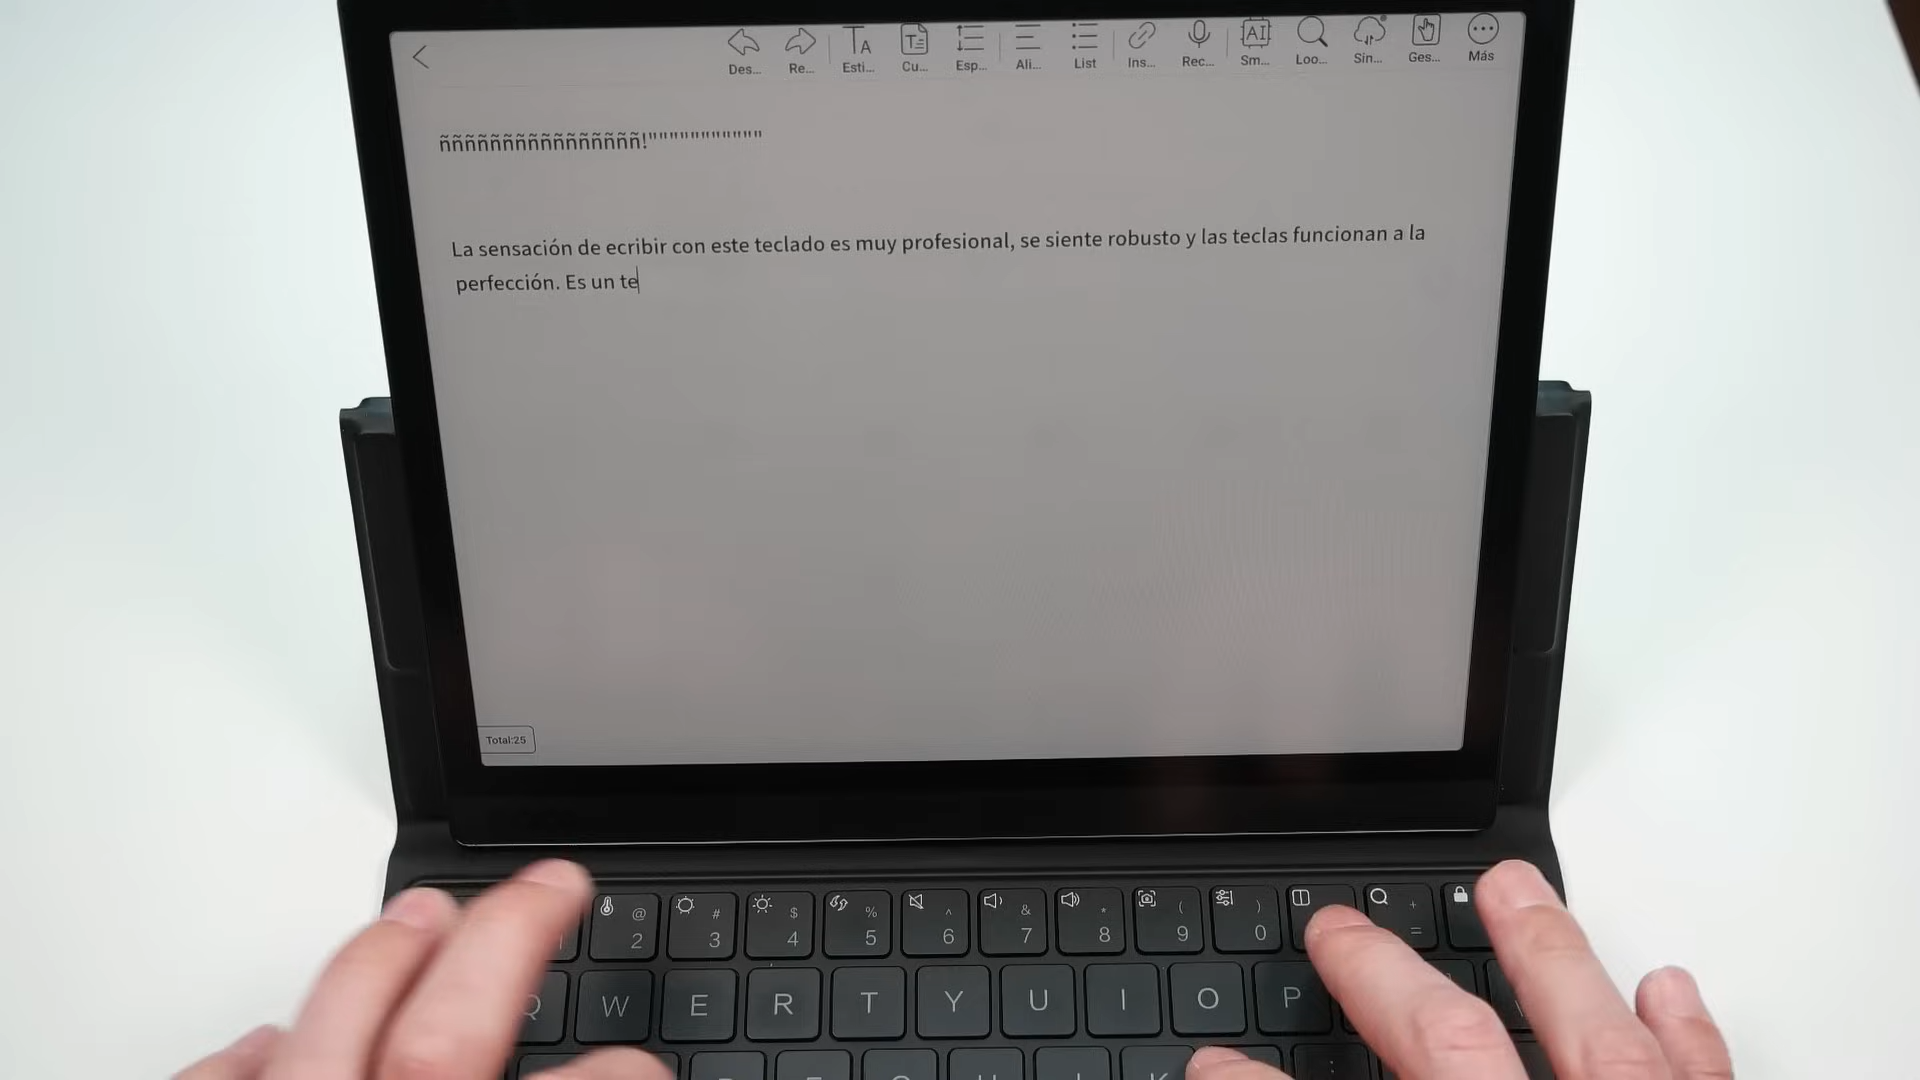 Des... Re... Esti... Cu... Esp... Ali... List Ins... Rec... Sm... Loo... Sin... Ges... Más
ñññññññññññññññññ!"""""""""""
La sensación de ecribir con este teclado es muy profesional, se siente robusto y las teclas funcionan a la
perfección. Es un te
Total:25
@ # $ % ^ & * ( ) +
2 3 4 5 6 7 8 9 0 =
Q W E R T Y U I O P